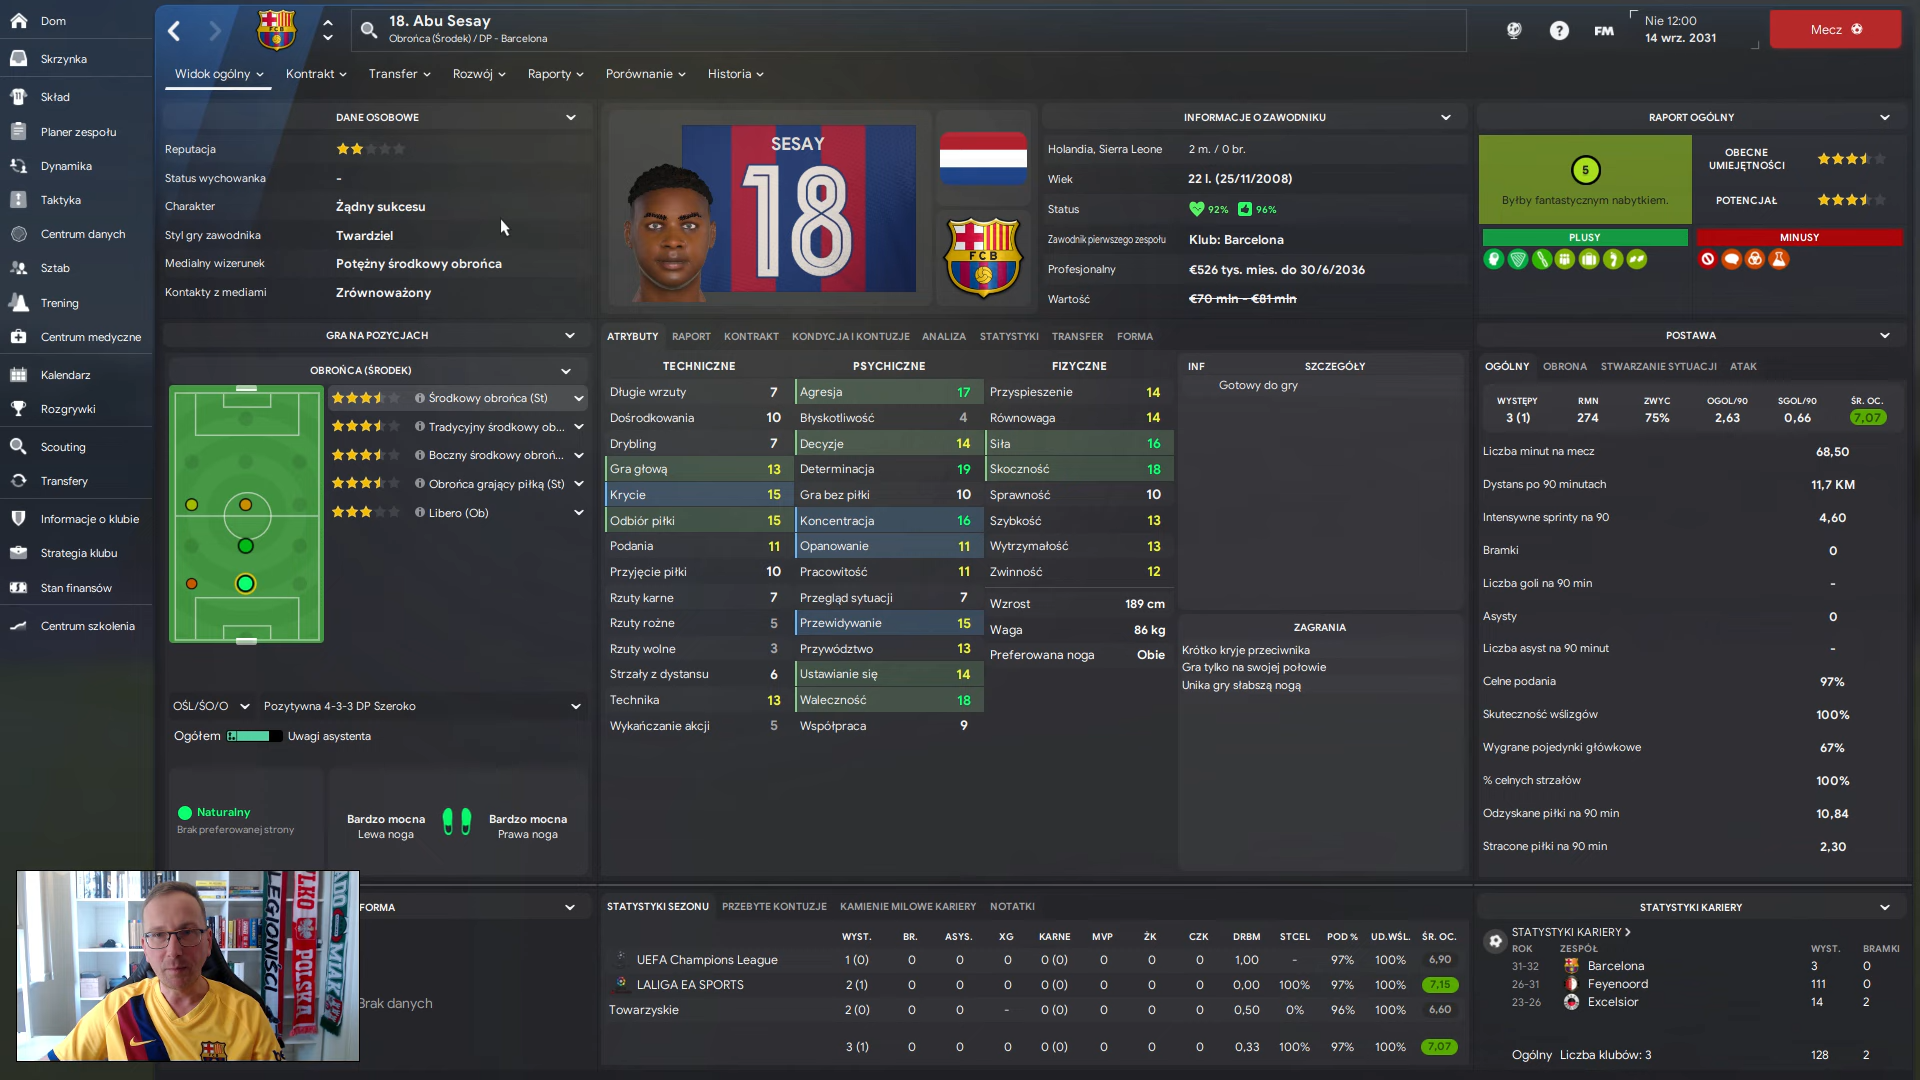 Dom
Skrzynka
Skład
Planer zespołu
Dynamika
Taktyka
Centrum danych
Sztab
Trening
Centrum medyczne
Kalendarz
Rozgrywki
Scouting
Transfery
Informacje o klubie
Strategia klubu
Stan finansów
Centrum szkolenia
18. Abu Sesay
Obrońca (Środek) / DP - Barcelona
FM
Nie 12:00
14 wrz. 2031
Mecz
Widok ogólny
Kontrakt
Transfer
Rozwój
Raporty
Porównanie
Historia
DANE OSOBOWE
Reputacja
Status wychowanka -
Charakter Żądny sukcesu
Styl gry zawodnika Twardziel
Medialny wizerunek Potężny środkowy obrońca
Kontakty z mediami Zrównoważony
SESAY
18
FCB
INFORMACJE O ZAWODNIKU
Holandia, Sierra Leone 2 m. / 0 br.
Wiek 22 l. (25/11/2008)
Status 92% 96%
Zawodnik pierwszego zespołu Klub: Barcelona
Profesjonalny €526 tys. mies. do 30/6/2036
Wartość €70 mln - €81 mln
RAPORT OGÓLNY
5
Byłby fantastycznym nabytkiem.
OBECNE UMIEJĘTNOŚCI
POTENCJAŁ
PLUSY
MINUSY
GRA NA POZYCJACH
OBROŃCA (ŚRODEK)
Środkowy obrońca (St)
Tradycyjny środkowy ob...
Boczny środkowy obroń...
Obrońca grający piłką (St)
Libero (Ob)
OŚL/ŚO/O
Pozytywna 4-3-3 DP Szeroko
Ogółem
Uwagi asystenta
Naturalny
Brak preferowanej strony
Bardzo mocna
Lewa noga
Bardzo mocna
Prawa noga
ATRYBUTY RAPORT KONTRAKT KONDYCJA I KONTUZJE ANALIZA STATYSTYKI TRANSFER FORMA
TECHNICZNE
Długie wrzuty 7
Dośrodkowania 10
Drybling 7
Gra głową 13
Krycie 15
Odbiór piłki 15
Podania 11
Przyjęcie piłki 10
Rzuty karne 7
Rzuty rożne 5
Rzuty wolne 3
Strzały z dystansu 6
Technika 13
Wykańczanie akcji 5
PSYCHICZNE
Agresja 17
Błyskotliwość 4
Decyzje 14
Determinacja 19
Gra bez piłki 10
Koncentracja 16
Opanowanie 11
Pracowitość 11
Przegląd sytuacji 7
Przewidywanie 15
Przywództwo 13
Ustawianie się 14
Waleczność 18
Współpraca 9
FIZYCZNE
Przyspieszenie 14
Równowaga 14
Siła 16
Skoczność 18
Sprawność 10
Szybkość 13
Wytrzymałość 13
Zwinność 12
Wzrost 189 cm
Waga 86 kg
Preferowana noga Obie
INF SZCZEGÓŁY
Gotowy do gry
ZAGRANIA
Krótko kryje przeciwnika
Gra tylko na swojej połowie
Unika gry słabszą nogą
POSTAWA
OGÓLNY OBRONA STWARZANIE SYTUACJI ATAK
WYSTĘPY RMN ZWYC OGOL/90 SGOL/90 ŚR. OC.
3 (1) 274 75% 2,63 0,66 7,07
Liczba minut na mecz 68,50
Dystans po 90 minutach 11,7 KM
Intensywne sprinty na 90 4,60
Bramki 0
Liczba goli na 90 min -
Asysty 0
Liczba asyst na 90 minut -
Celne podania 97%
Skuteczność wślizgów 100%
Wygrane pojedynki główkowe 67%
% celnych strzałów 100%
Odzyskane piłki na 90 min 10,84
Stracone piłki na 90 min 2,30
FORMA
Brak danych
LEGIONIŚCI
POLSKA
STATYSTYKI SEZONU PRZEBYTE KONTUZJE KAMIENIE MILOWE KARIERY NOTATKI
WYST. BR. ASYS. XG KARNE MVP ŻK CZK DRBM STCEL POD % UD.WŚL. ŚR. OC.
UEFA Champions League 1 (0) 0 0 0 0 (0) 0 0 0 1,00 - 97% 100% 6,90
LALIGA EA SPORTS 2 (1) 0 0 0 0 (0) 0 0 0 0,00 100% 97% 100% 7,15
Towarzyskie 2 (0) 0 0 - 0 (0) 0 0 0 0,50 0% 96% 100% 6,60
3 (1) 0 0 0 0 (0) 0 0 0 0,33 100% 97% 100% 7,07
STATYSTYKI KARIERY
STATYSTYKI KARIERY
ROK ZESPÓŁ WYST. BRAMKI
31-32 Barcelona 3 0
26-31 Feyenoord 111 0
23-26 Excelsior 14 2
Ogólny Liczba klubów: 3 128 2